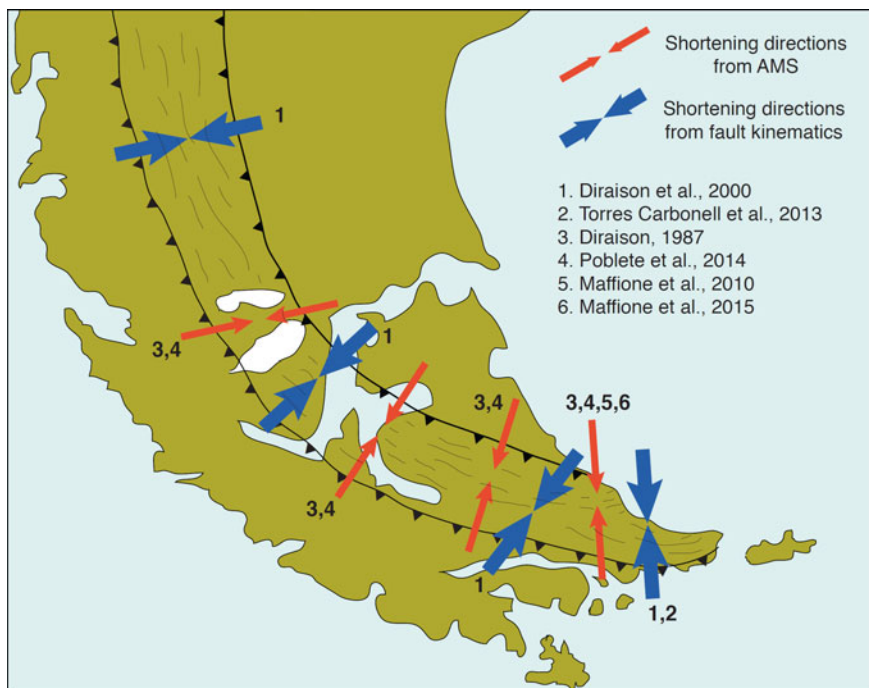 Shortening directions
from AMS
Shortening directions
from fault kinematics
1. Diraison et al., 2000
2. Torres Carbonell et al., 2013
3. Diraison, 1987
4. Poblete et al., 2014
5. Maffione et al., 2010
6. Maffione et al., 2015
1
3,4
1
3,4
3,4
3,4,5,6
1
1,2